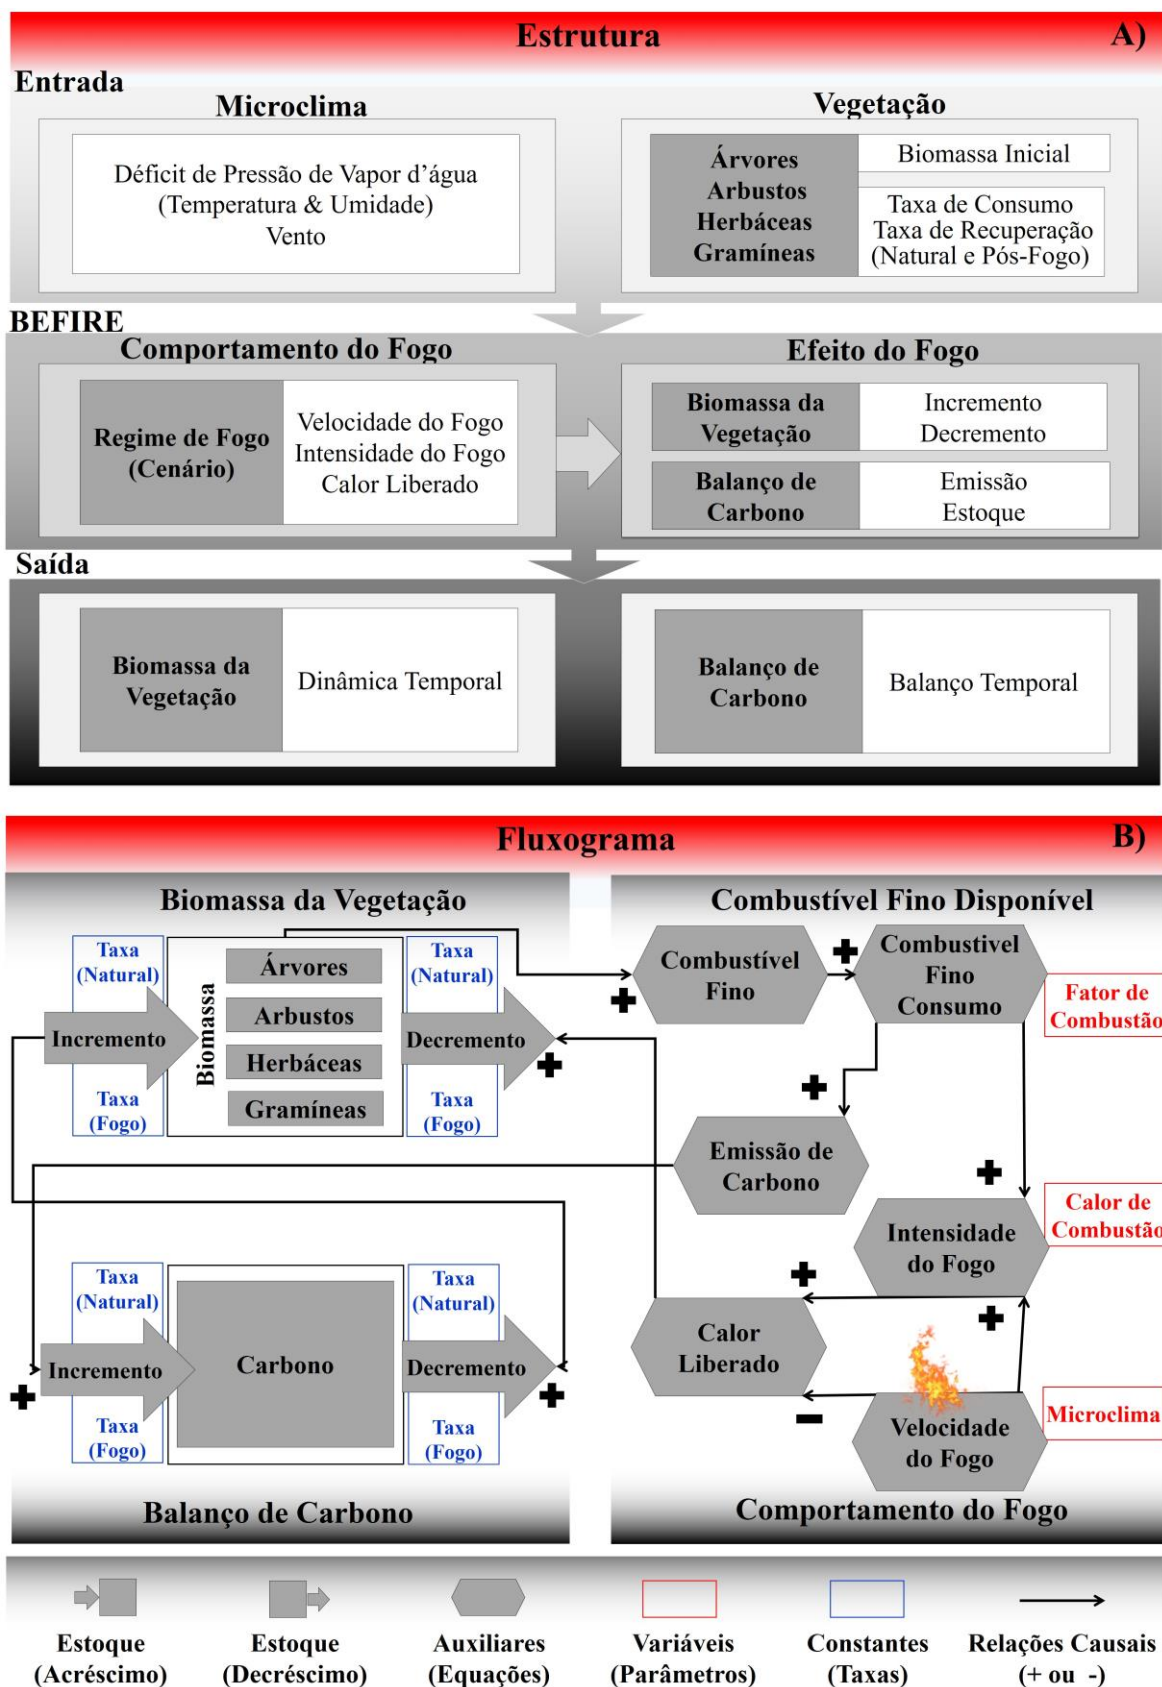 Estrutura
A)
Entrada
Microclima
Déficit de Pressão de Vapor d’água
(Temperatura & Umidade)
Vento
Vegetação
Árvores
Arbustos
Herbáceas
Gramíneas
Biomassa Inicial
Taxa de Consumo
Taxa de Recuperação
(Natural e Pós-Fogo)
BEFIRE
Comportamento do Fogo
Regime de Fogo
(Cenário)
Velocidade do Fogo
Intensidade do Fogo
Calor Liberado
Efeito do Fogo
Biomassa da
Vegetação
Incremento
Decremento
Balanço de
Carbono
Emissão
Estoque
Saída
Biomassa da
Vegetação
Dinâmica Temporal
Balanço de
Carbono
Balanço Temporal
Fluxograma
B)
Biomassa da Vegetação
Taxa
(Natural)
Incremento
Taxa
(Fogo)
Biomassa
Árvores
Arbustos
Herbáceas
Gramíneas
Taxa
(Natural)
Decremento
+
Taxa
(Fogo)
Combustível Fino Disponível
Combustível
Fino
+
+
Combustivel
Fino
Consumo
Fator de
Combustão
+
Emissão de
Carbono
+
Calor de
Combustão
Intensidade
do Fogo
+
+
Calor
Liberado
-
Microclima
Velocidade
do Fogo
Comportamento do Fogo
Taxa
(Natural)
Incremento
+
Taxa
(Fogo)
Carbono
Taxa
(Natural)
Decremento
+
Taxa
(Fogo)
Balanço de Carbono
Estoque
(Acréscimo)
Estoque
(Decréscimo)
Auxiliares
(Equações)
Variáveis
(Parâmetros)
Constantes
(Taxas)
Relações Causais
(+ ou -)